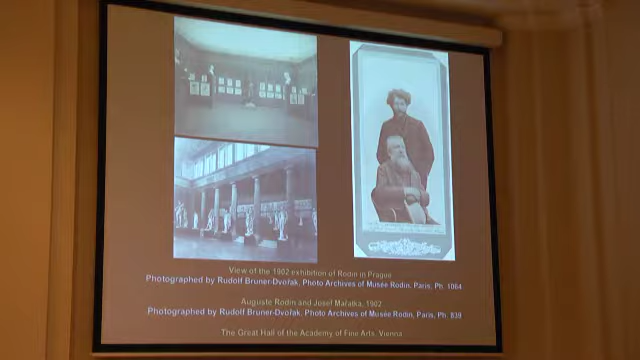 View of the 1902 exhibition of Rodin in Prague
Photographed by Rudolf Bruner-Dvořák, Photo Archives of Musée Rodin, Paris, Ph. 1064
Auguste Rodin and Josef Mařatka, 1902
Photographed by Rudolf Bruner-Dvořák, Photo Archives of Musée Rodin, Paris, Ph. 839
The Great Hall of the Academy of Fine Arts, Vienna